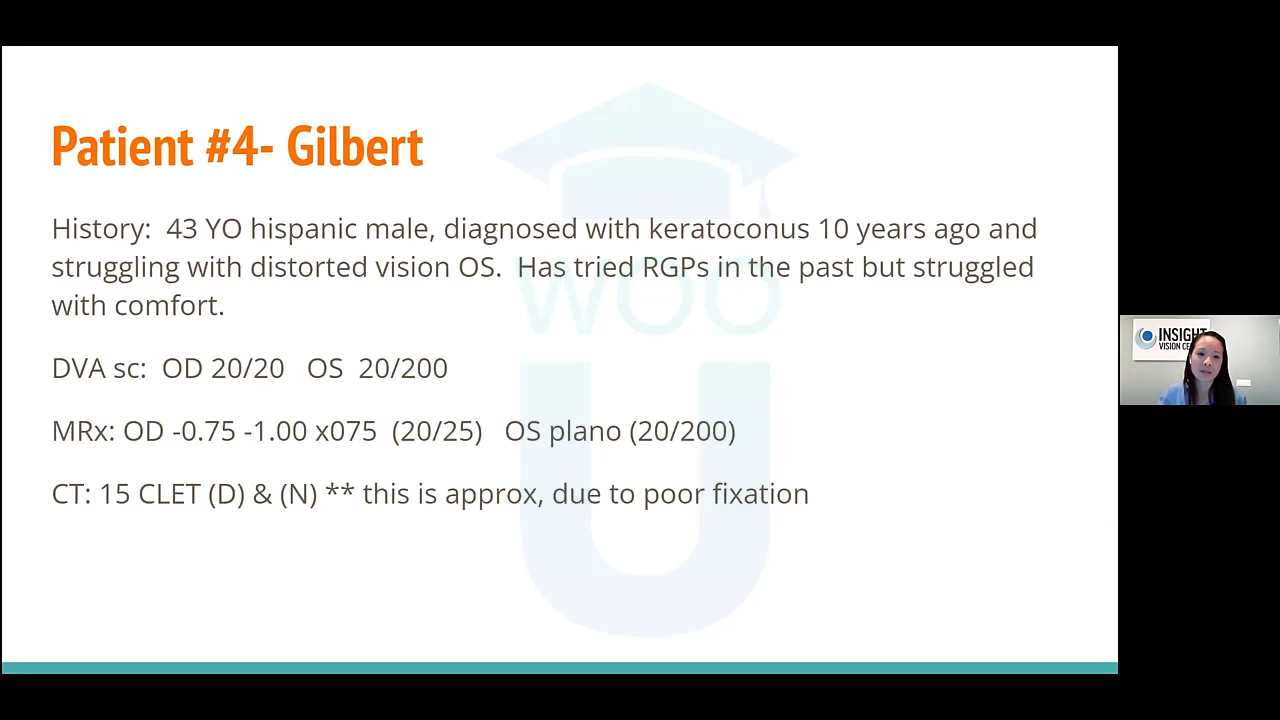 Patient #4- Gilbert
History:  43 YO hispanic male, diagnosed with keratoconus 10 years ago and
struggling with distorted vision OS.  Has tried RGPs in the past but struggled
with comfort.
DVA sc:  OD 20/20   OS  20/200
MRx: OD -0.75 -1.00 x075  (20/25)   OS plano (20/200)
CT: 15 CLET (D) & (N) ** this is approx, due to poor fixation
WOO
U
INSIGHT
VISION CE